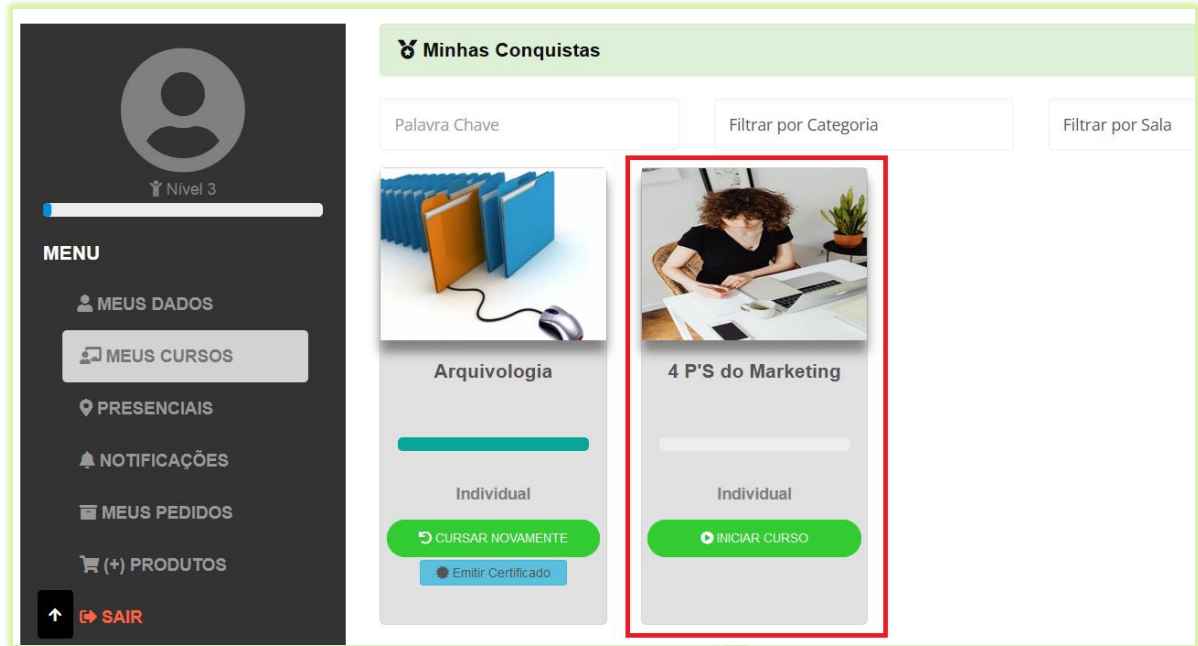 Nível 3
MENU
MEUS DADOS
MEUS CURSOS
PRESENCIAIS
NOTIFICAÇÕES
MEUS PEDIDOS
(+) PRODUTOS
SAIR
Minhas Conquistas
Palavra Chave
Filtrar por Categoria
Filtrar por Sala
Arquivologia
Individual
CURSAR NOVAMENTE
Emitir Certificado
4 P'S do Marketing
Individual
INICIAR CURSO